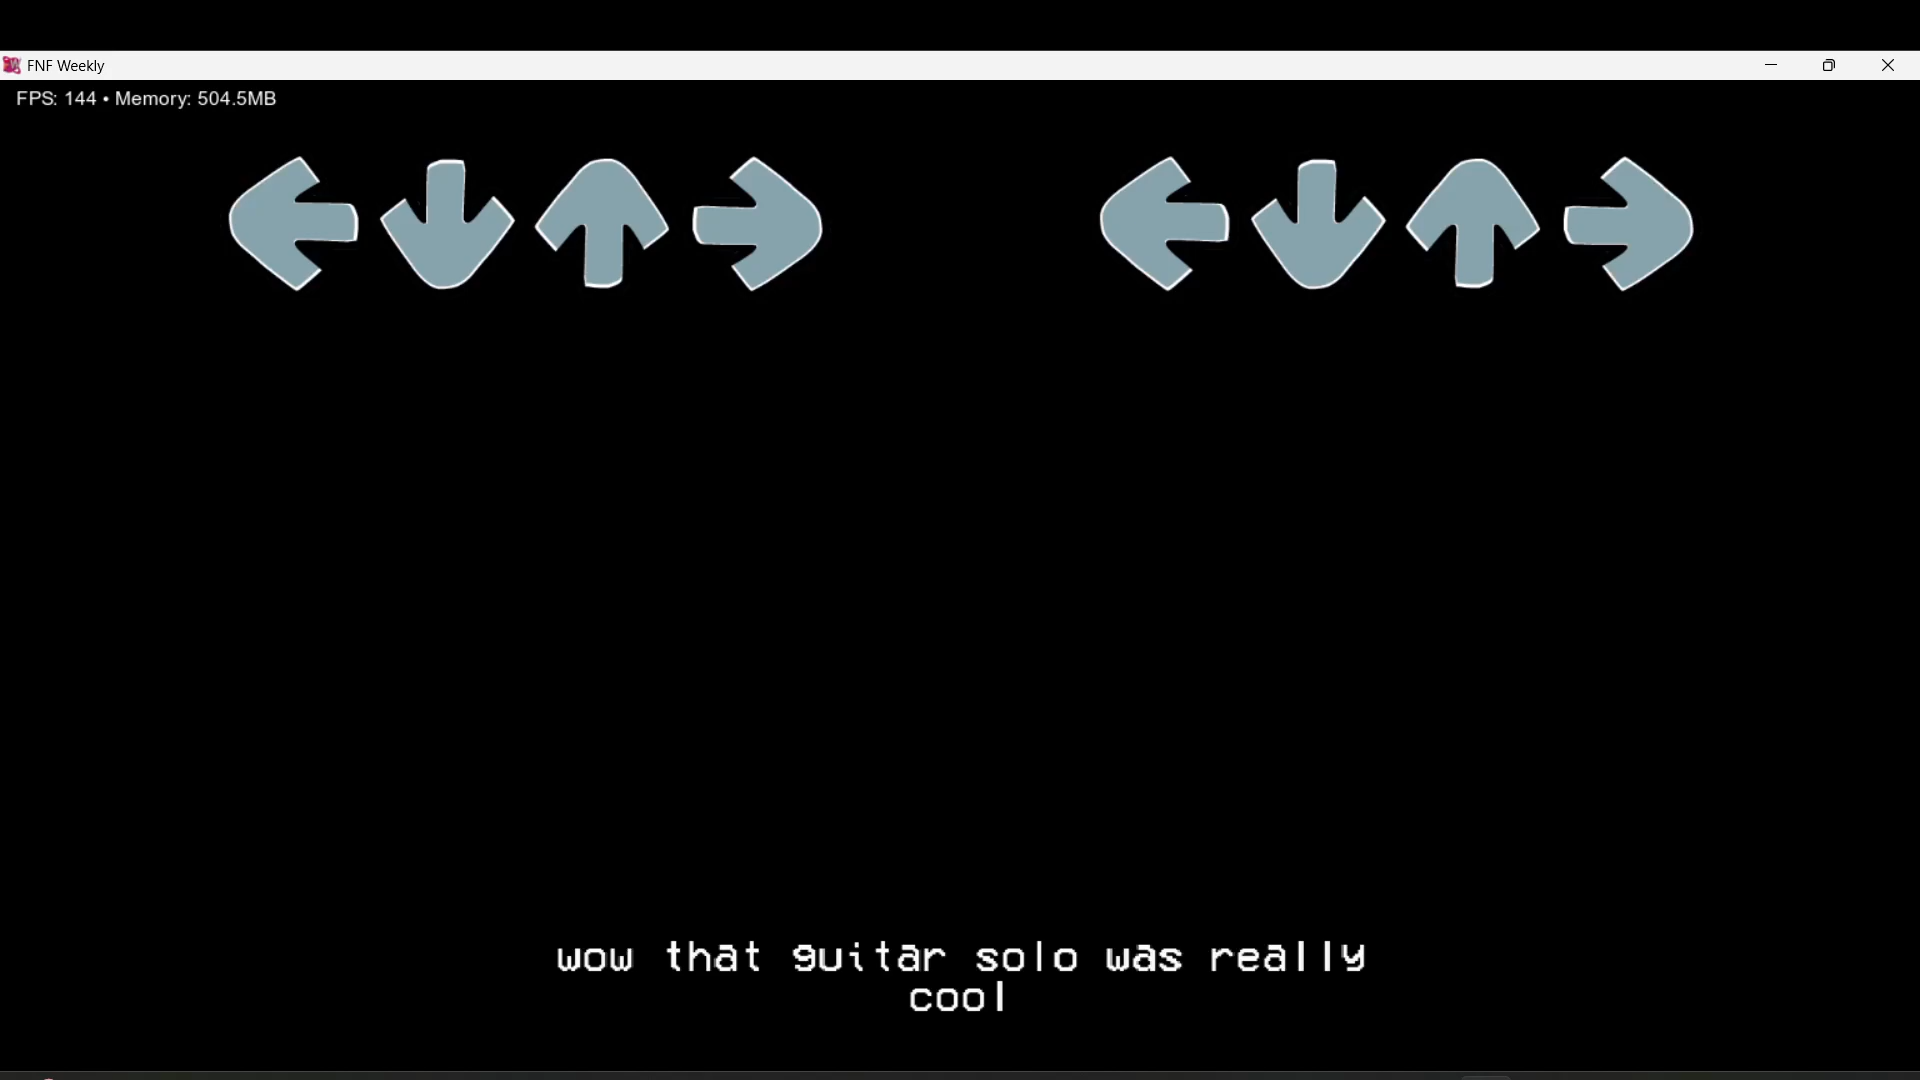 FNF Weekly
FPS: 144 • Memory: 504.5MB
wow that guitar solo was really
cool